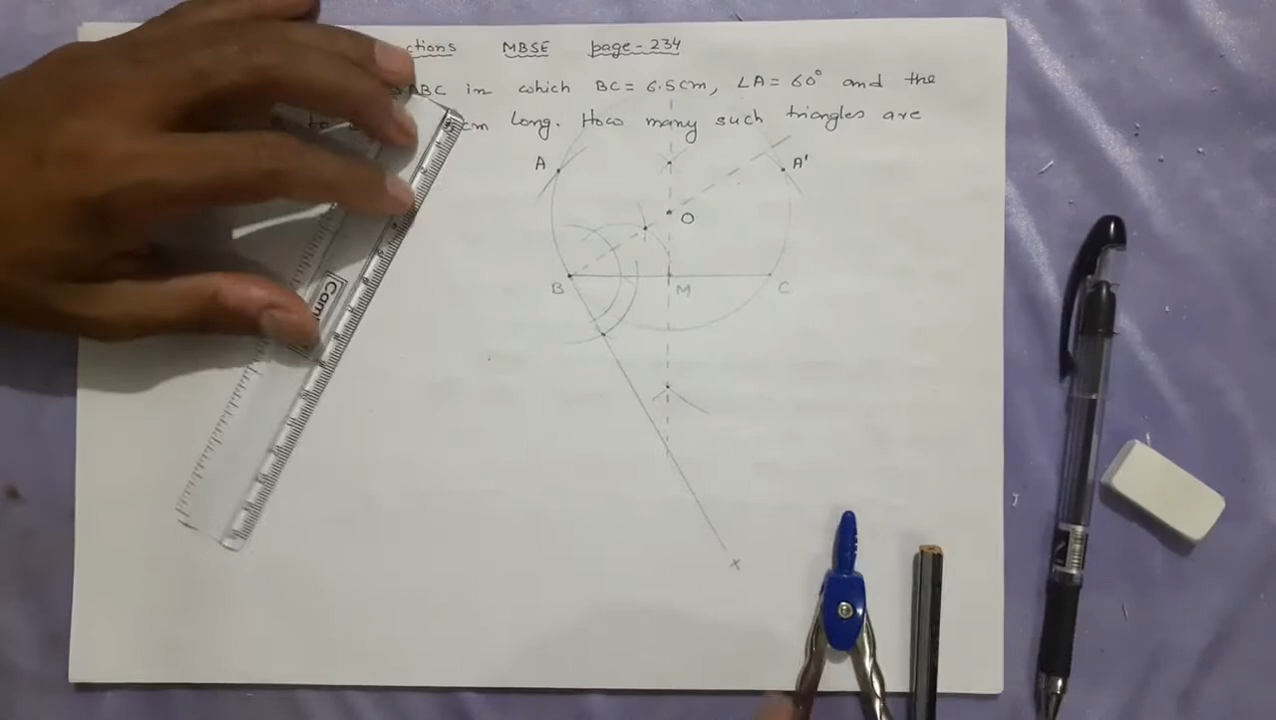 ctions MBSE page-234
ABC in which BC = 6.5cm, ∠A = 60° and the
to cm long. How many such triangles are
A A'
O
B M C
X
Cam